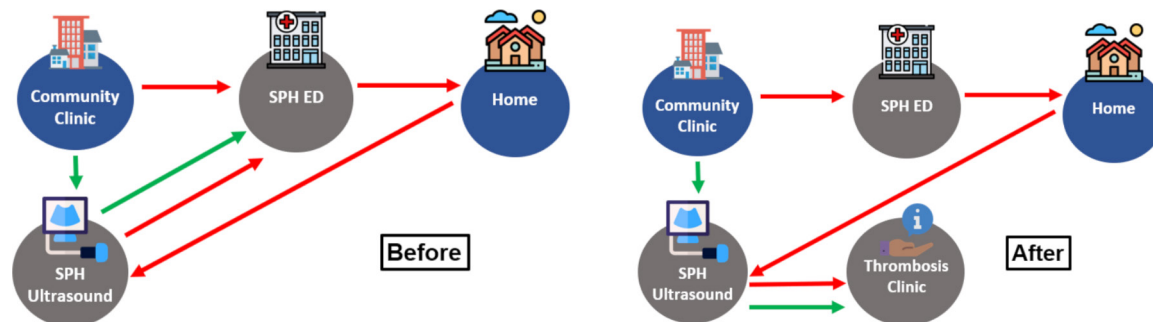 Community
Clinic
SPH ED
Home
SPH
Ultrasound
Before
Community
Clinic
SPH ED
Home
SPH
Ultrasound
Thrombosis
Clinic
After